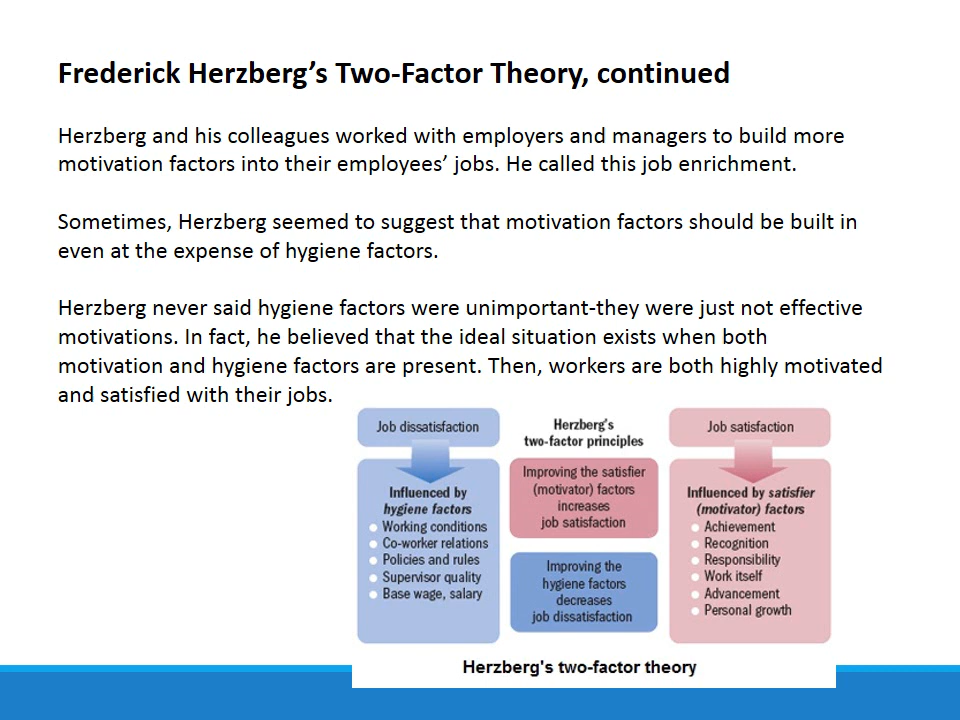 Frederick Herzberg’s Two-Factor Theory, continued
Herzberg and his colleagues worked with employers and managers to build more
motivation factors into their employees’ jobs. He called this job enrichment.
Sometimes, Herzberg seemed to suggest that motivation factors should be built in
even at the expense of hygiene factors.
Herzberg never said hygiene factors were unimportant-they were just not effective
motivations. In fact, he believed that the ideal situation exists when both
motivation and hygiene factors are present. Then, workers are both highly motivated
and satisfied with their jobs.
Job dissatisfaction
Influenced by
hygiene factors
Working conditions
Co-worker relations
Policies and rules
Supervisor quality
Base wage, salary
Herzberg's
two-factor principles
Improving the satisfier
(motivator) factors
increases
job satisfaction
Improving the
hygiene factors
decreases
job dissatisfaction
Job satisfaction
Influenced by satisfier
(motivator) factors
Achievement
Recognition
Responsibility
Work itself
Advancement
Personal growth
Herzberg's two-factor theory